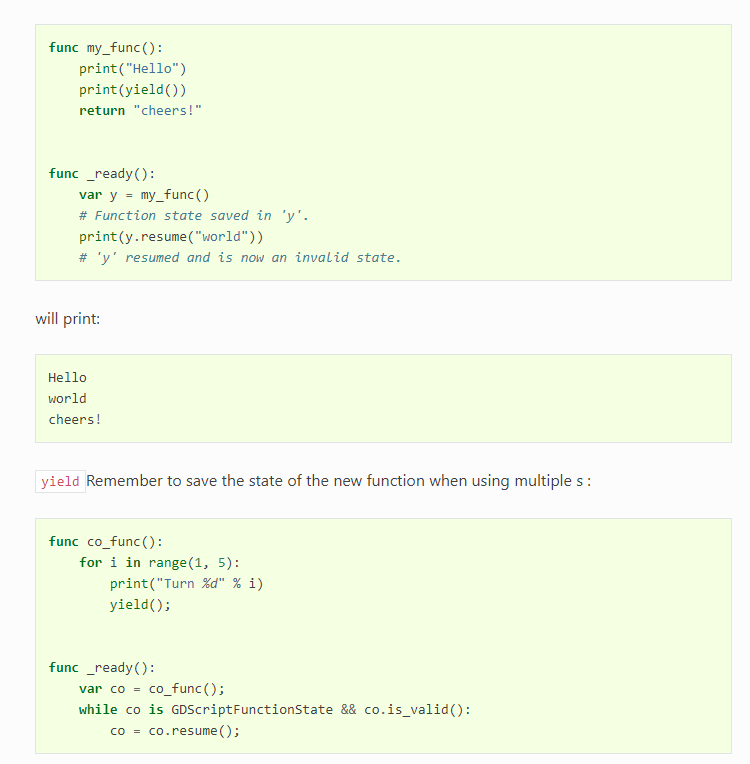 func my_func():
    print("Hello")
    print(yield())
    return "cheers!"
func _ready():
    var y = my_func()
    # Function state saved in 'y'.
    print(y.resume("world"))
    # 'y' resumed and is now an invalid state.
will print:
Hello
world
cheers!
yield Remember to save the state of the new function when using multiple s :
func co_func():
    for i in range(1, 5):
        print("Turn %d" % i)
        yield();
func _ready():
    var co = co_func();
    while co is GDScriptFunctionState && co.is_valid():
        co = co.resume();